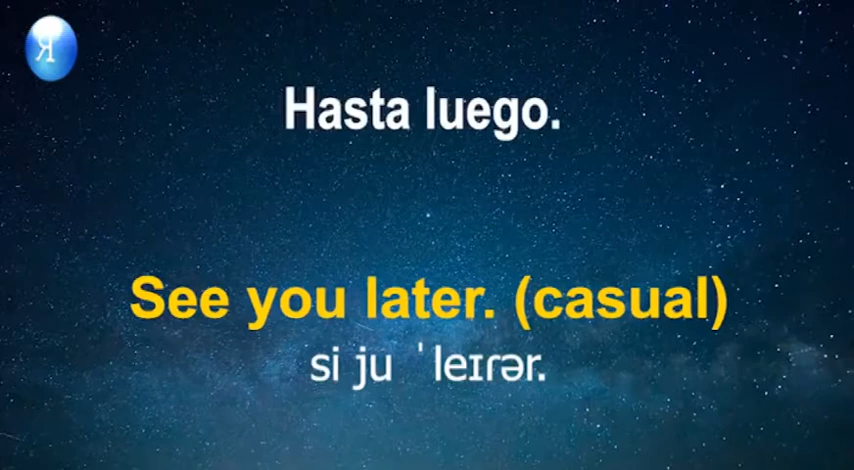 Я
Hasta luego.
See you later. (casual)
si ju ˈleɪɾər.